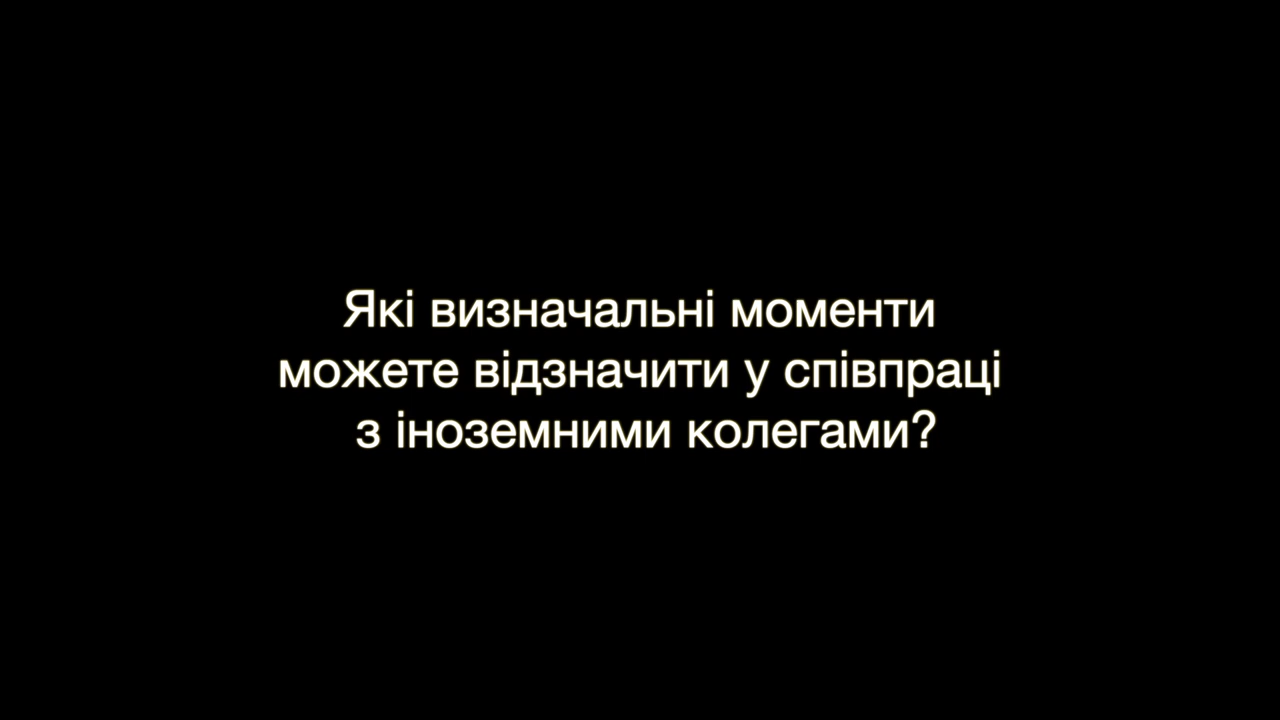 Які визначальні моменти
можете відзначити у співпраці
з іноземними колегами?